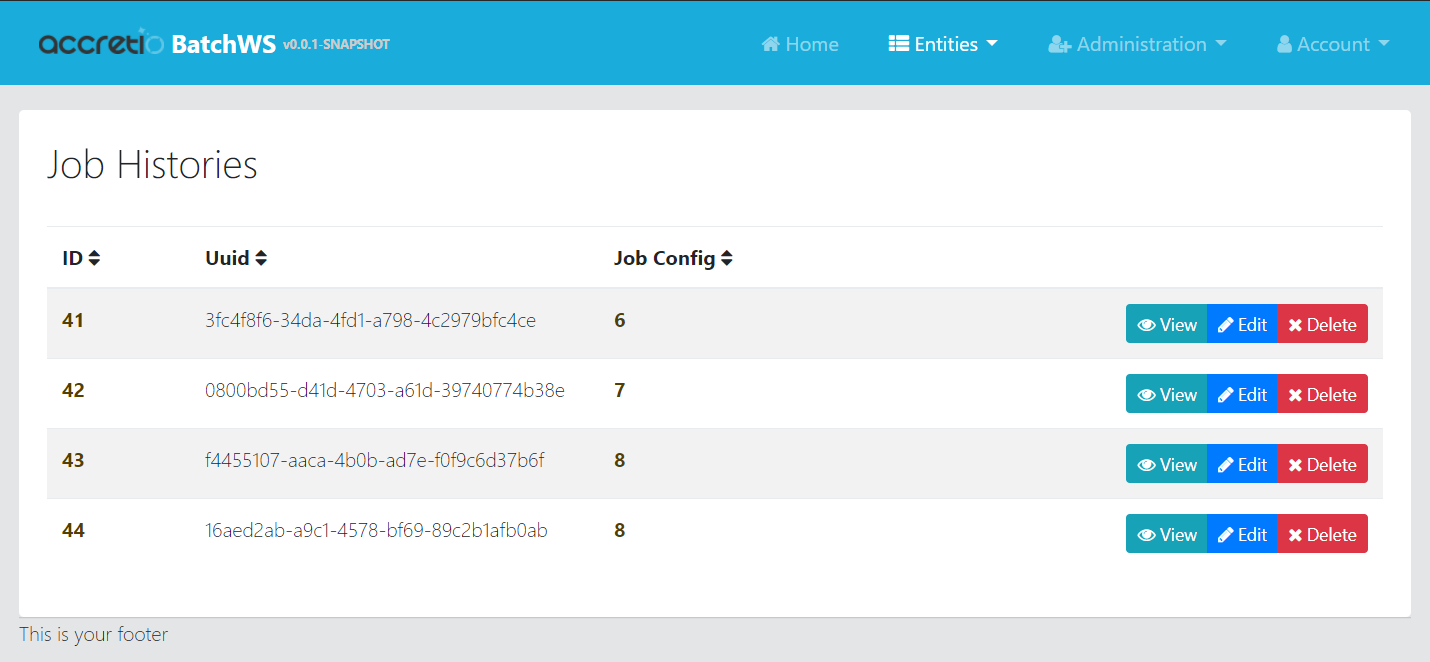 accretio BatchWS v0.0.1-SNAPSHOT Home Entities Administration Account
Job Histories
ID Uuid Job Config
41 3fc4f8f6-34da-4fd1-a798-4c2979bfc4ce 6 View Edit Delete
42 0800bd55-d41d-4703-a61d-39740774b38e 7 View Edit Delete
43 f4455107-aaca-4b0b-ad7e-f0f9c6d37b6f 8 View Edit Delete
44 16aed2ab-a9c1-4578-bf69-89c2b1afb0ab 8 View Edit Delete
This is your footer